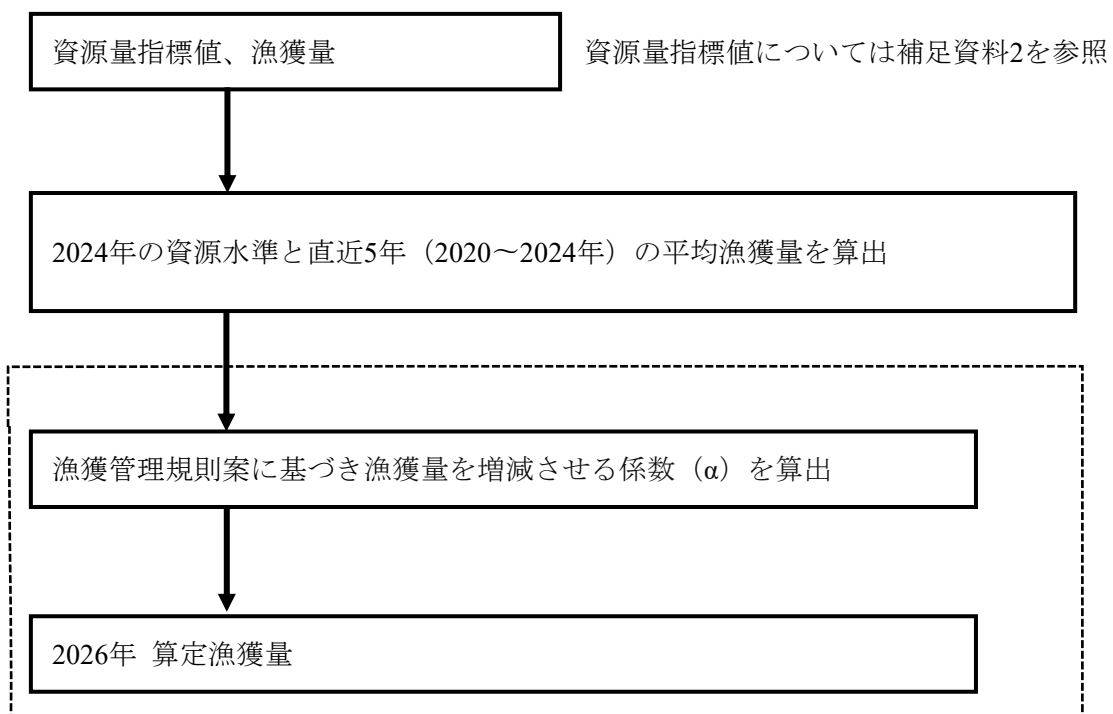 資源量指標値、漁獲量
資源量指標値については補足資料2を参照
2024年の資源水準と直近5年（2020～2024年）の平均漁獲量を算出
漁獲管理規則案に基づき漁獲量を増減させる係数（α）を算出
2026年 算定漁獲量